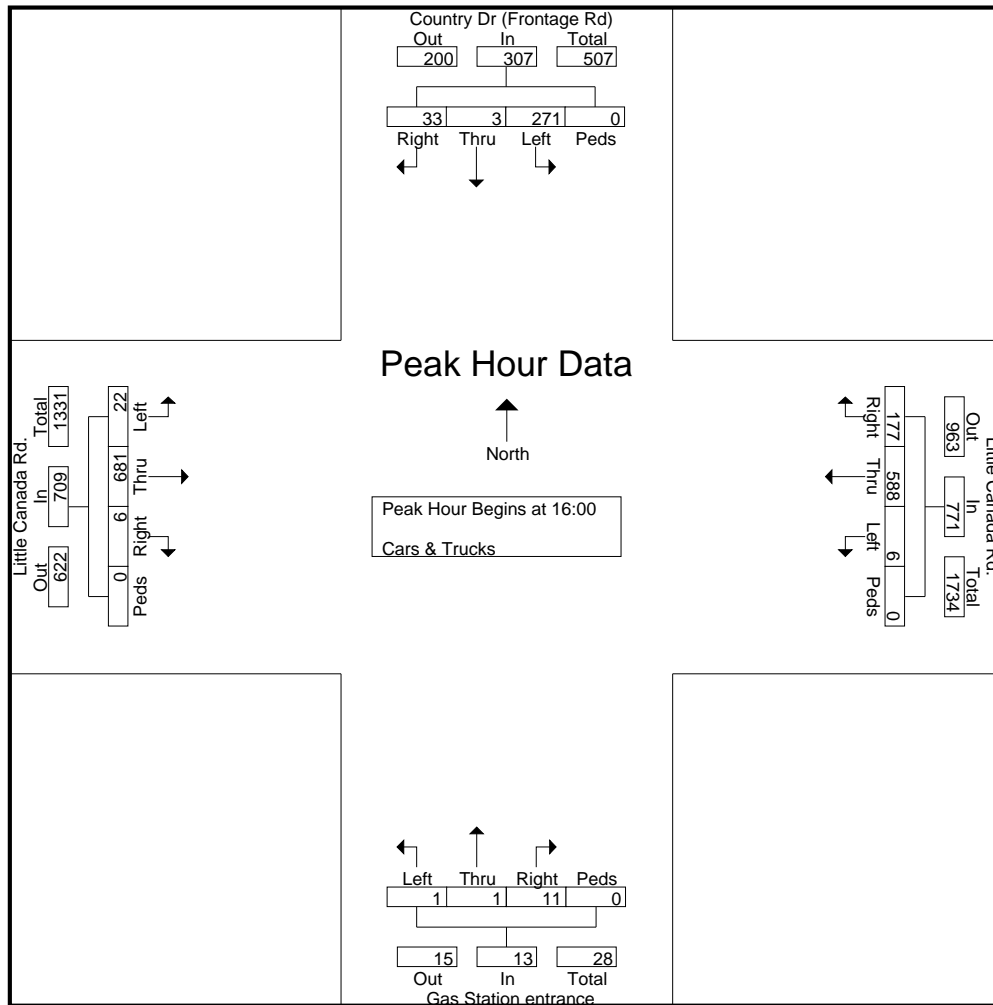 Country Dr (Frontage Rd)
Out In Total
200 307 507
33 3 271 0
Right Thru Left Peds
Peak Hour Data
North
Peak Hour Begins at 16:00
Cars & Trucks
Little Canada Rd.
Out In Total
622 709 1331
Left Thru Right Peds
22 681 6 0
Little Canada Rd.
Out In Total
963 771 1734
177 588 6 0
Right Thru Left Peds
Left Thru Right Peds
1 1 11 0
15 13 28
Out In Total
Gas Station entrance